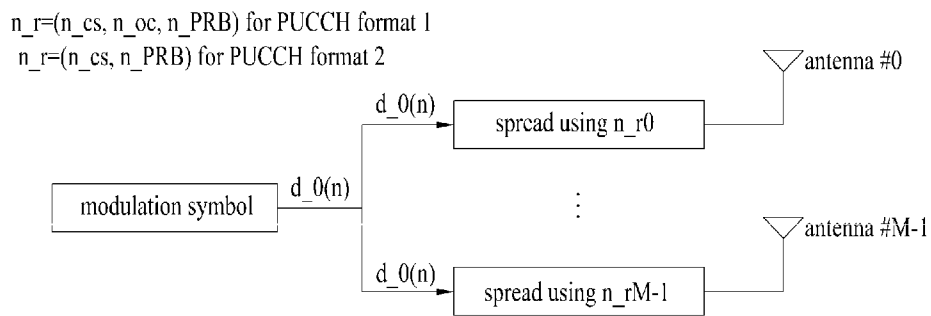 n_r=(n_cs, n_oc, n_PRB) for PUCCH format 1
n_r=(n_cs, n_PRB) for PUCCH format 2
antenna #0
d_0(n)
spread using n_r0
modulation symbol
d_0(n)
⋮
antenna #M-1
d_0(n)
spread using n_rM-1